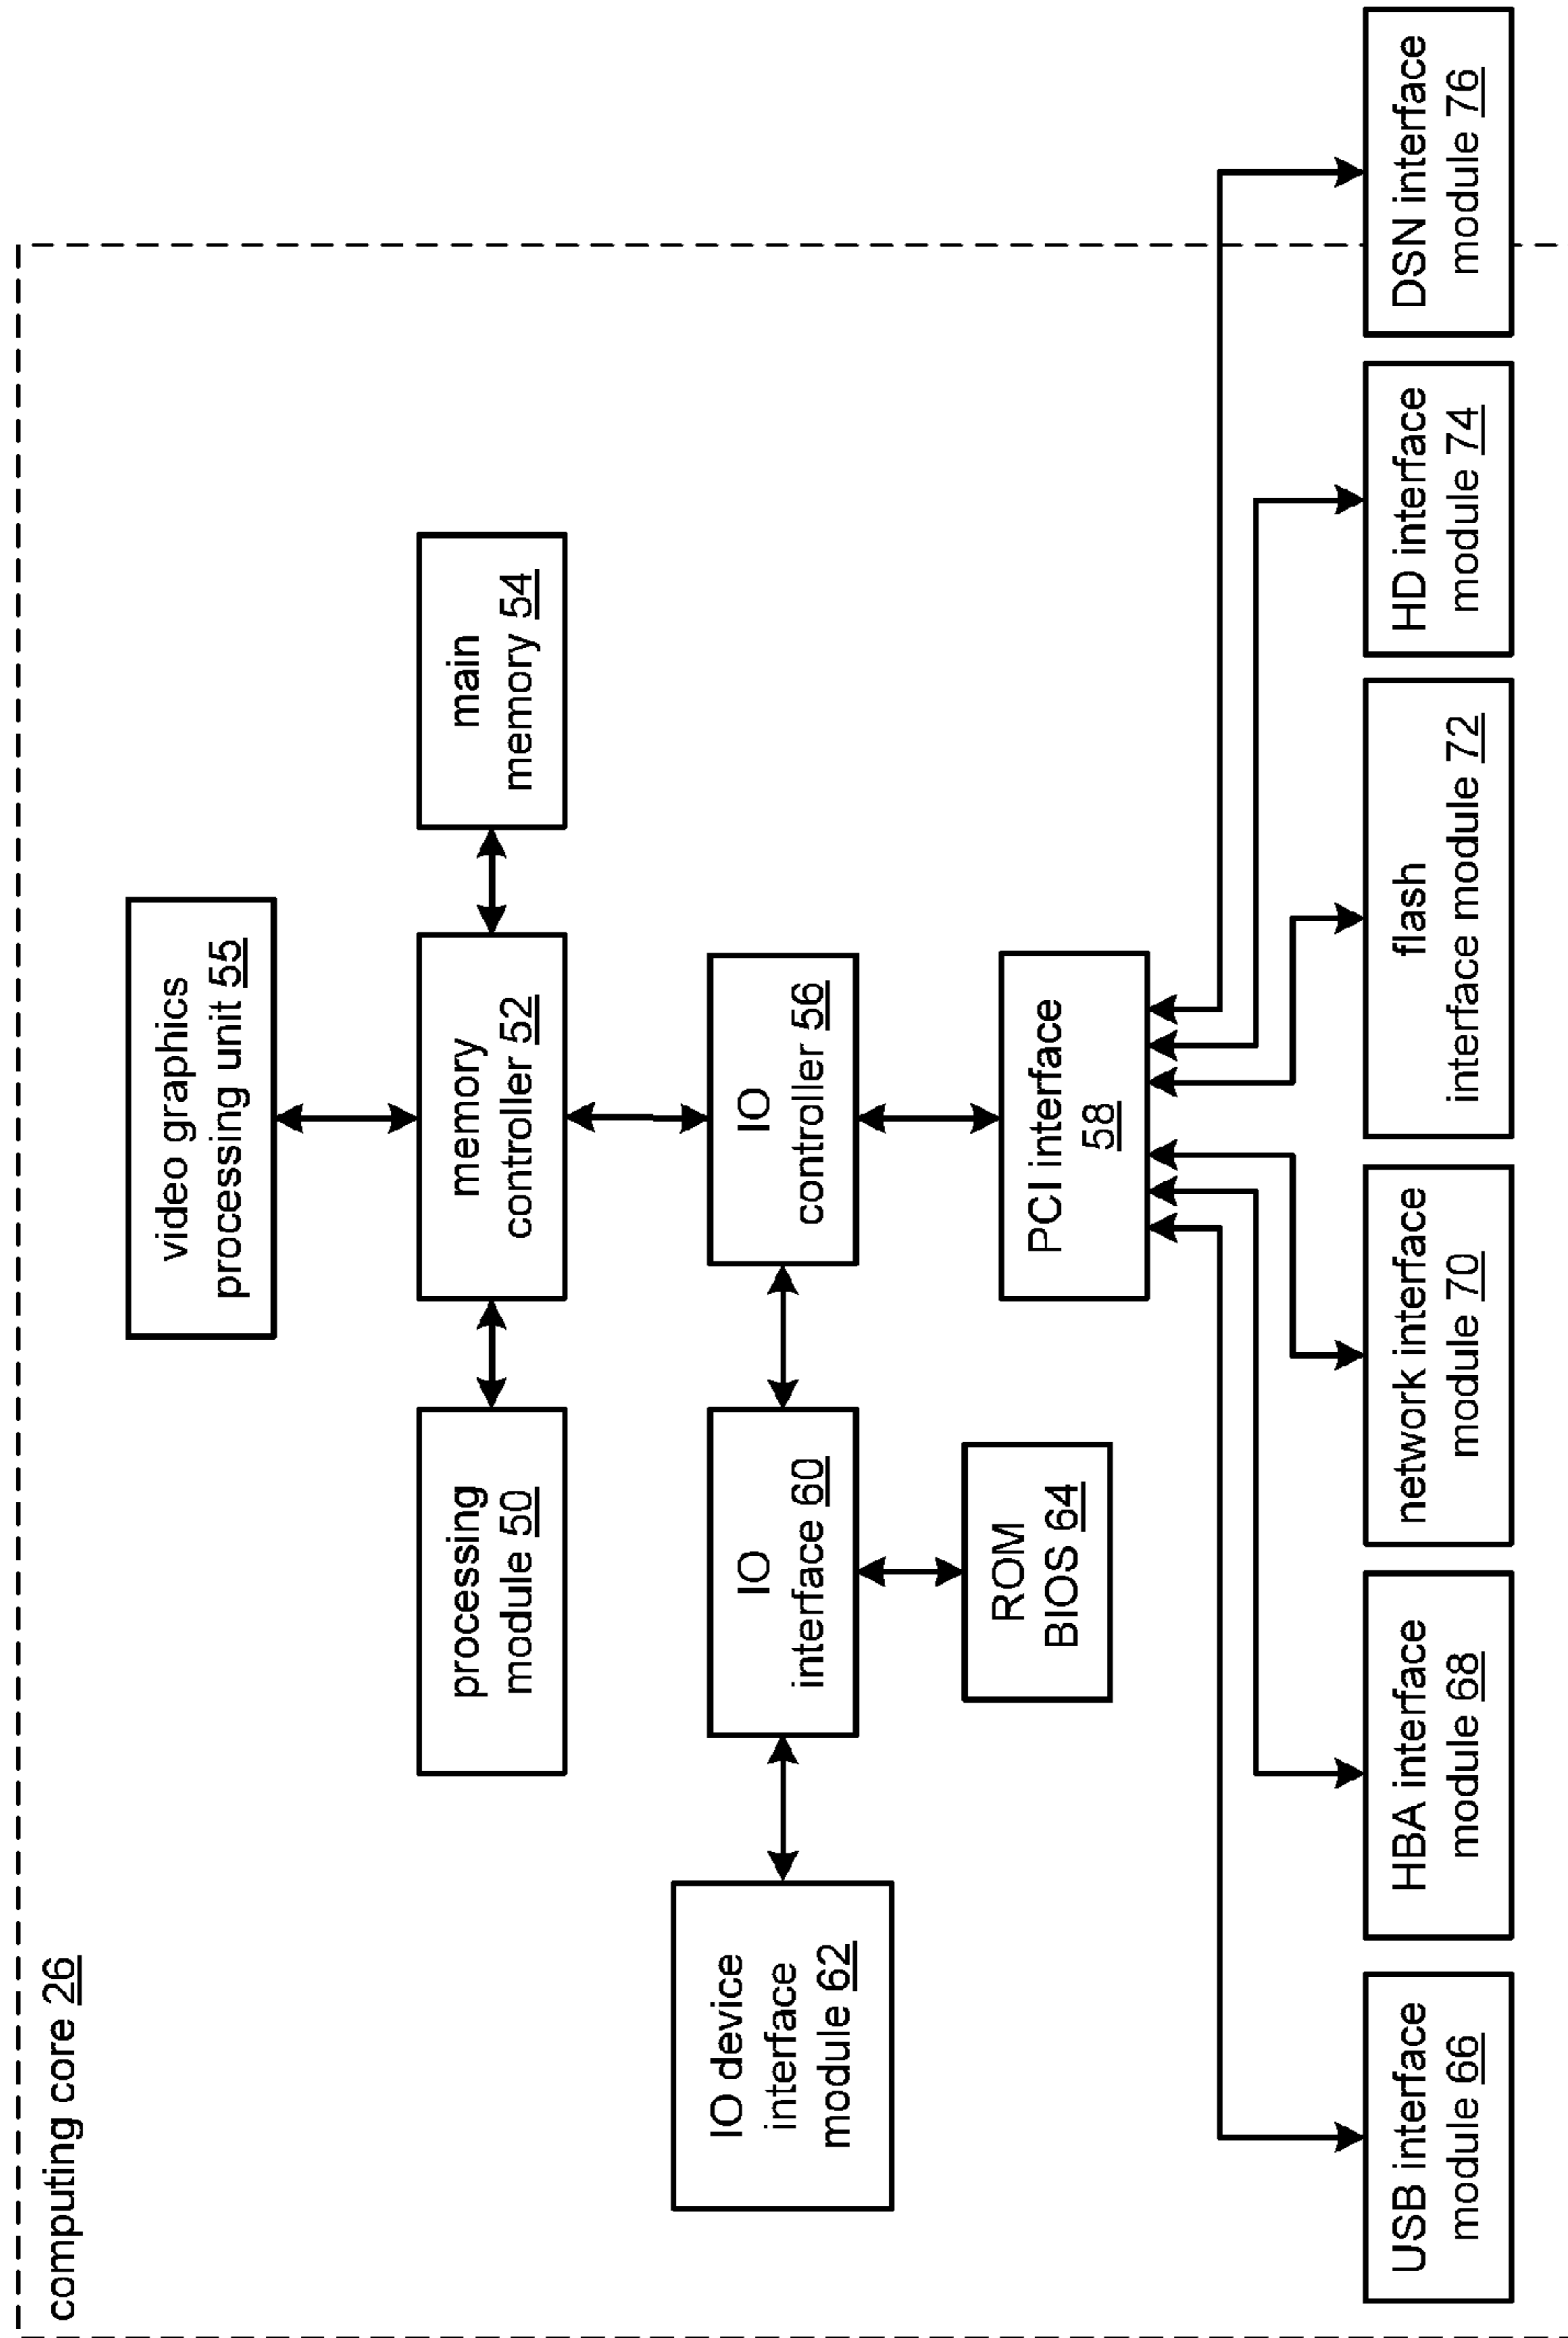 computing core 26
video graphics
processing unit 55
processing
module 50
memory
controller 52
main
memory 54
IO device
interface
module 62
IO
interface 60
IO
controller 56
ROM
BIOS 64
PCI interface
58
USB interface
module 66
HBA interface
module 68
network interface
module 70
flash
interface module 72
HD interface
module 74
DSN interface
module 76